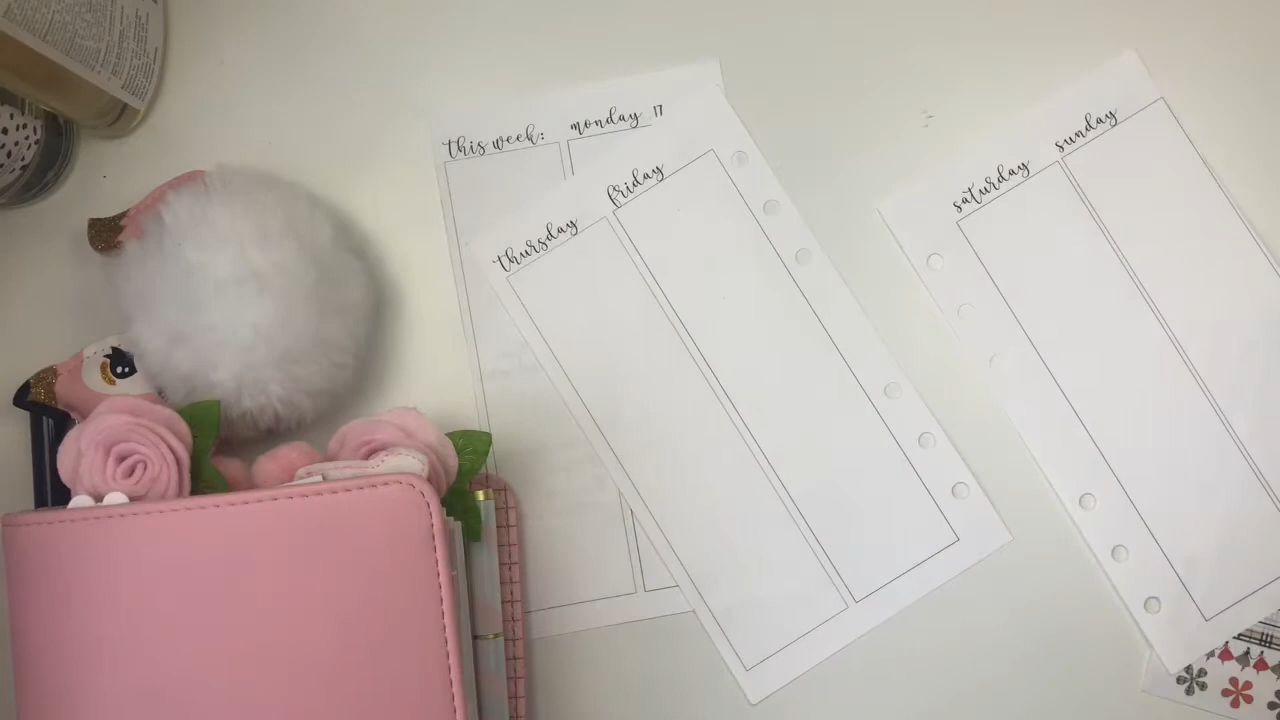 this week:
monday 17
thursday
friday
saturday
sunday